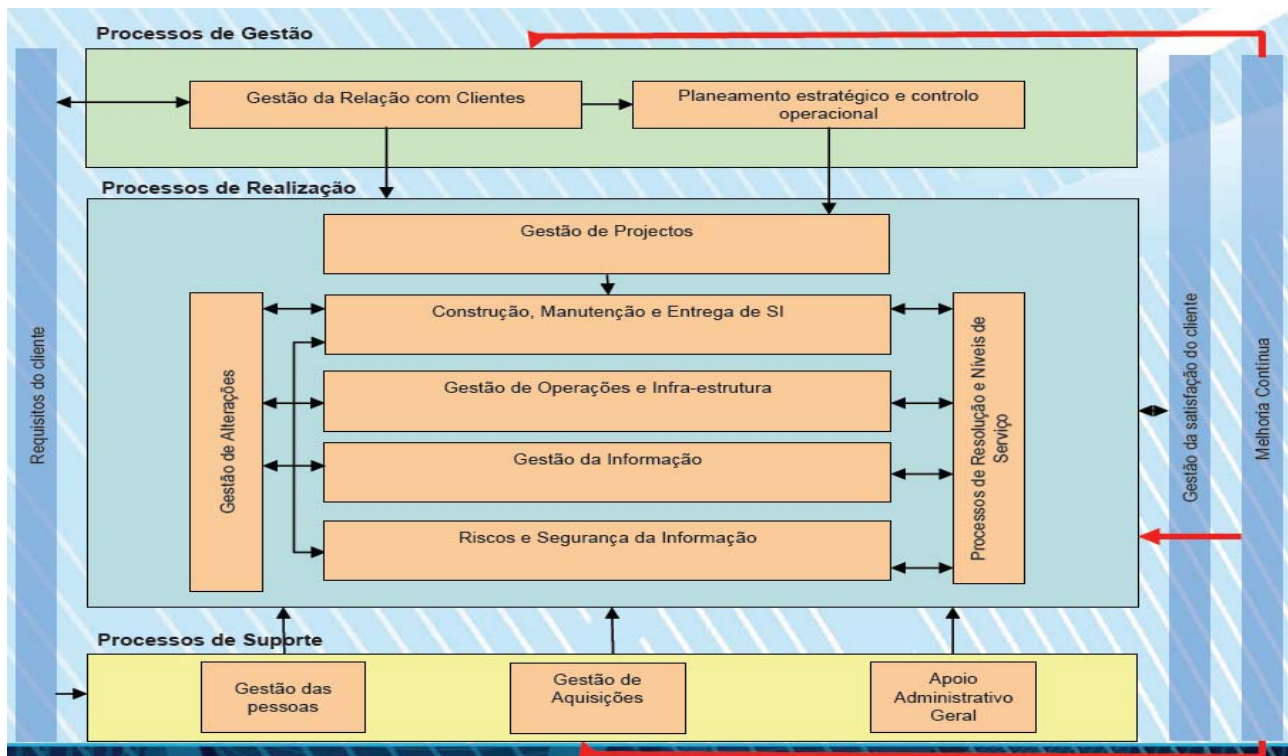 Processos de Gestão
Gestão da Relação com Clientes
Planeamento estratégico e controlo
operacional
Processos de Realização
Gestão de Projectos
Construção, Manutenção e Entrega de SI
Gestão de Operações e Infra-estrutura
Gestão da Informação
Riscos e Segurança da Informação
Requisitos do cliente
Gestão de Alterações
Processos de Resolução e Níveis de
Serviço
Gestão da satisfação do cliente
Melhoria Contínua
Processos de Suporte
Gestão das
pessoas
Gestão de
Aquisições
Apoio
Administrativo
Geral